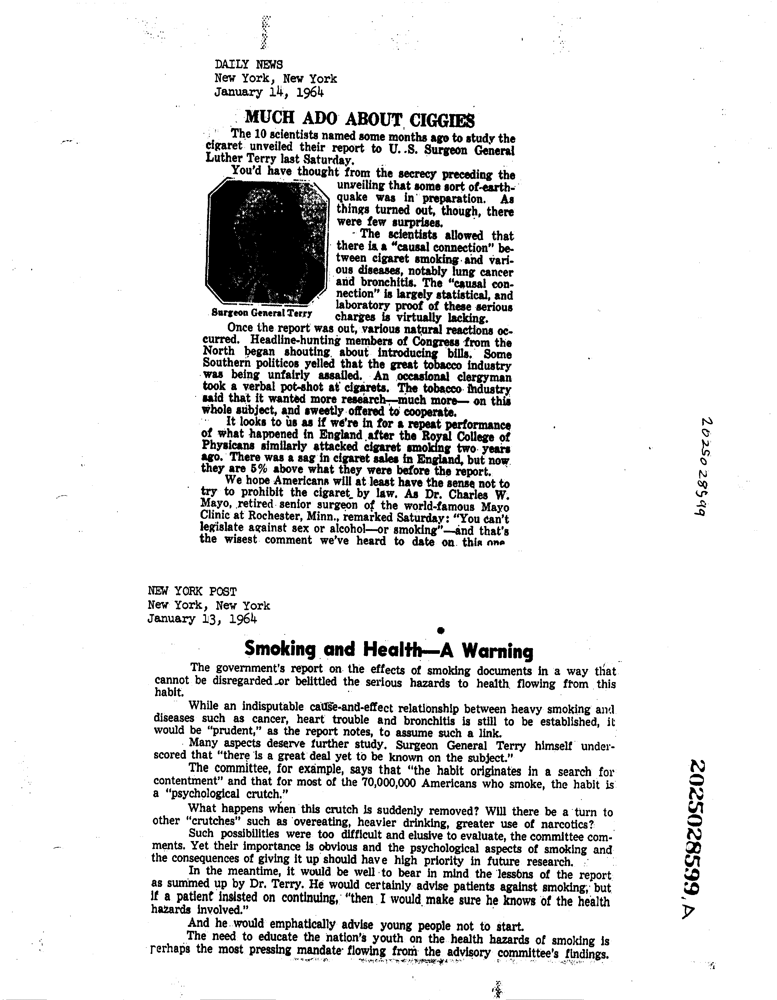 DAILY NEWS
New York, New York
January 14, 1964
MUCH ADO ABOUT CIGGIES
The 10 scientists named some months ago to study the
cigaret unveiled their report to U. S. Surgeon General
Luther Terry last Saturday.
You'd have thought from the secrecy preceding the
unveiling that some sort of earth-
quake was in preparation. As
things turned out, though, there
were few surprises.
The scientists allowed that
there is a "causal connection" be-
tween cigaret smoking and vari-
ous diseases, notably lung cancer
and bronchitis. The "causal con-
nection" is largely statistical, and
laboratory proof of these serious
charges is virtually lacking.
Surgeon General Terry
Once the report was out, various natural reactions oc-
curred. Headline-hunting members of Congress from the
North began shouting about introducing bills. Some
Southern politicos yelled that the great tobacco industry
was being unfairly assailed. An occasional clergyman
took a verbal pot-shot at cigarets. The tobacco industry
said that it wanted more research—much more— on this
whole subject, and sweetly offered to cooperate.
It looks to us as if we're in for a repeat performance
of what happened in England after the Royal College of
Physicans similarly attacked cigaret smoking two years
ago. There was a sag in cigaret sales in England, but now
they are 5% above what they were before the report.
We hope Americans will at least have the sense not to
try to prohibit the cigaret by law. As Dr. Charles W.
Mayo, retired senior surgeon of the world-famous Mayo
Clinic at Rochester, Minn., remarked Saturday: "You can't
legislate against sex or alcohol—or smoking"—and that's
the wisest comment we've heard to date on this one
2025028599
NEW YORK POST
New York, New York
January 13, 1964
Smoking and Health—A Warning
The government's report on the effects of smoking documents in a way that
cannot be disregarded or belittled the serious hazards to health flowing from this
habit.
While an indisputable cause-and-effect relationship between heavy smoking and
diseases such as cancer, heart trouble and bronchitis is still to be established, it
would be "prudent," as the report notes, to assume such a link.
Many aspects deserve further study. Surgeon General Terry himself under-
scored that "there is a great deal yet to be known on the subject."
The committee, for example, says that "the habit originates in a search for
contentment" and that for most of the 70,000,000 Americans who smoke, the habit is
a "psychological crutch."
What happens when this crutch is suddenly removed? Will there be a turn to
other "crutches" such as overeating, heavier drinking, greater use of narcotics?
Such possibilities were too difficult and elusive to evaluate, the committee com-
ments. Yet their importance is obvious and the psychological aspects of smoking and
the consequences of giving it up should have high priority in future research.
In the meantime, it would be well to bear in mind the lessons of the report
as summed up by Dr. Terry. He would certainly advise patients against smoking, but
if a patient insisted on continuing, "then I would make sure he knows of the health
hazards involved."
And he would emphatically advise young people not to start.
The need to educate the nation's youth on the health hazards of smoking is
perhaps the most pressing mandate flowing from the advisory committee's findings.
2025028599,A